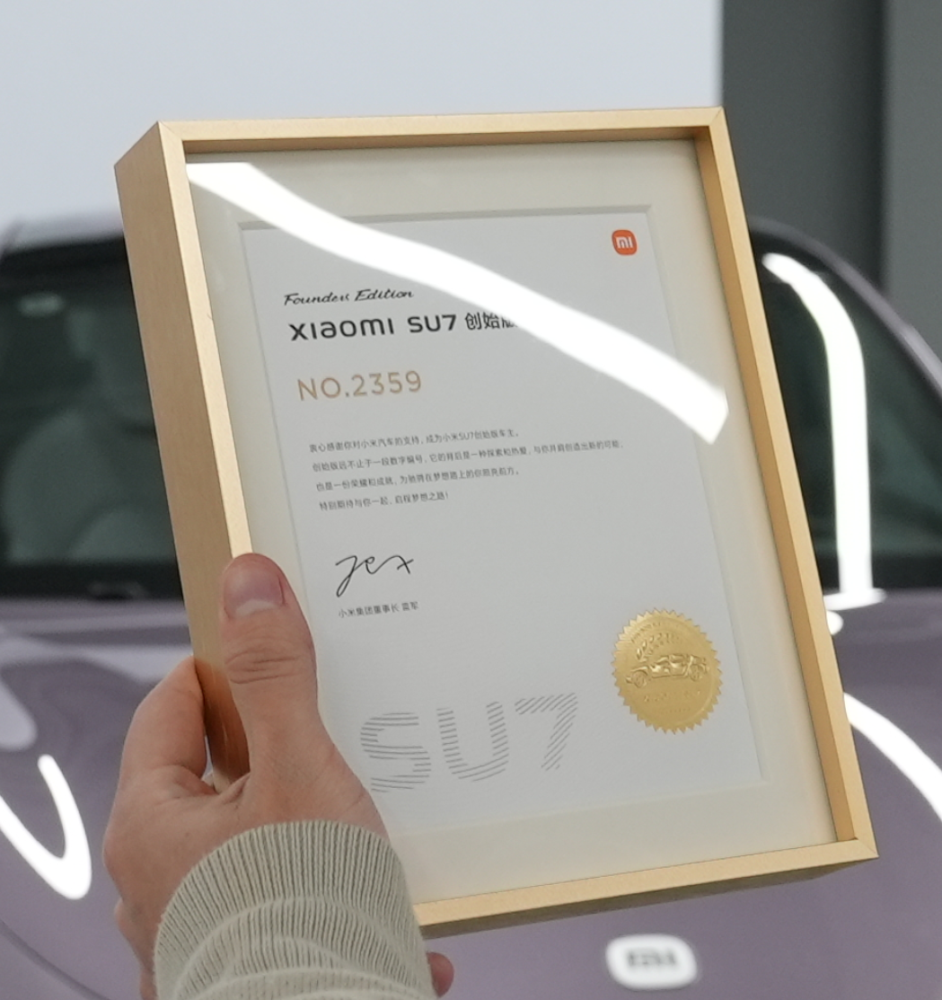 mi
Founders Edition
xiaomi SU7 创始版
NO.2359
衷心感谢你对小米汽车的支持，成为小米SU7创始版车主。
创始版远不止于一段数字编号，它的背后是一种探索和热爱，与你并肩创造出新的可能，
也是一份荣耀和成就，为驰骋在梦想路上的你照亮前方。
特别期待与你一起，启程梦想之路！
小米集团董事长 雷军
SU7
mi